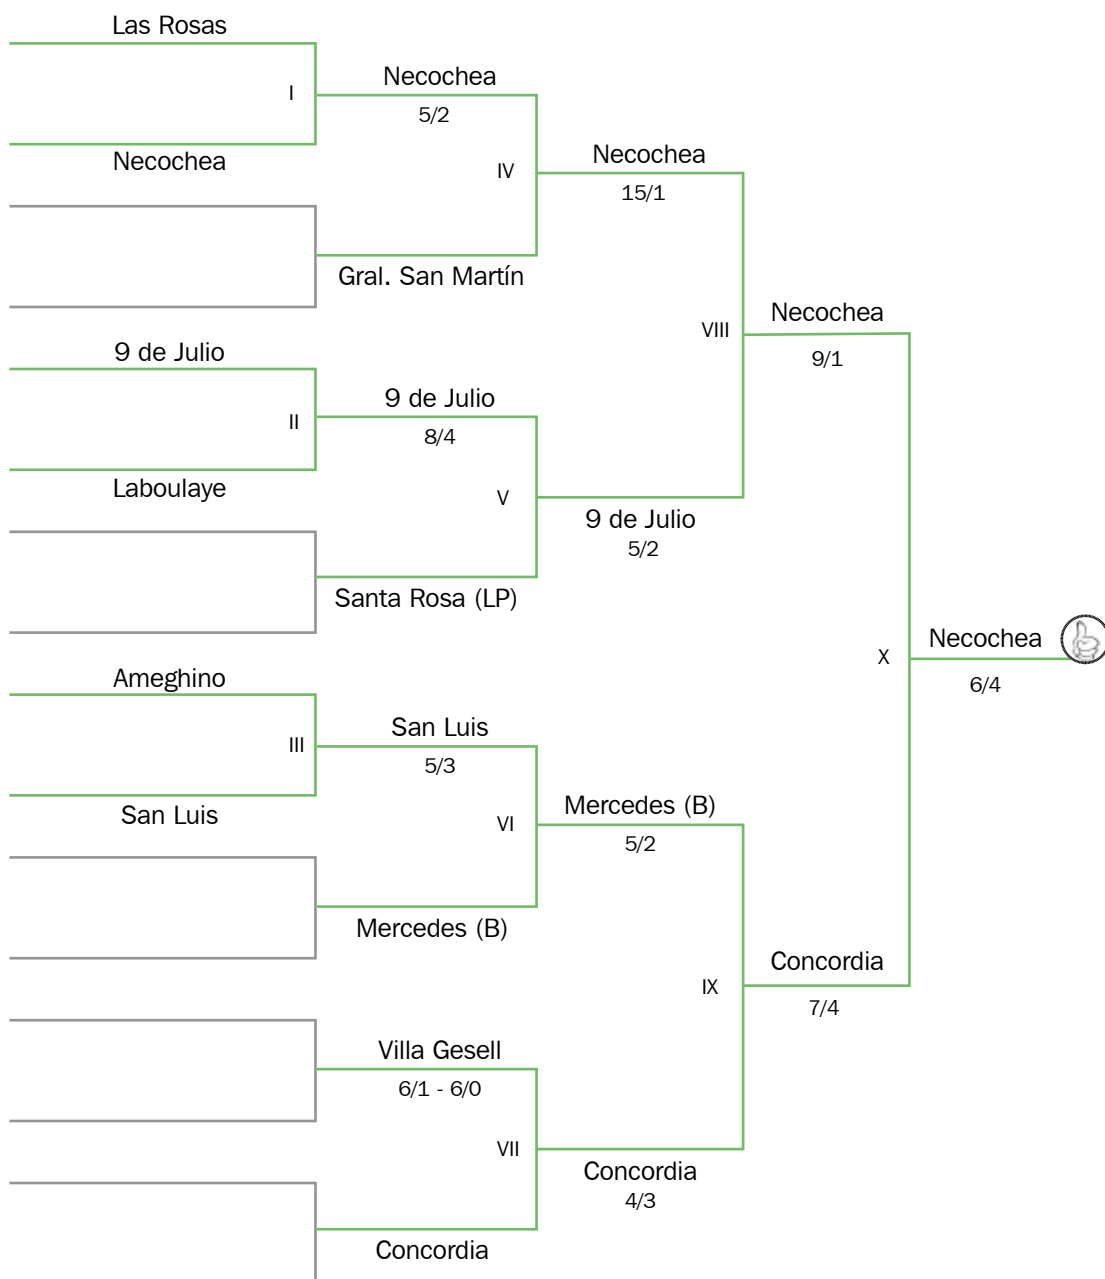 Las Rosas
I
Necochea
5/2
Necochea
IV
Necochea
15/1
Gral. San Martín
VIII
Necochea
9/1
9 de Julio
II
9 de Julio
8/4
Laboulaye
V
9 de Julio
5/2
Santa Rosa (LP)
X
Necochea
6/4
Ameghino
III
San Luis
5/3
San Luis
VI
Mercedes (B)
5/2
Mercedes (B)
IX
Concordia
7/4
Villa Gesell
6/1 - 6/0
VII
Concordia
4/3
Concordia